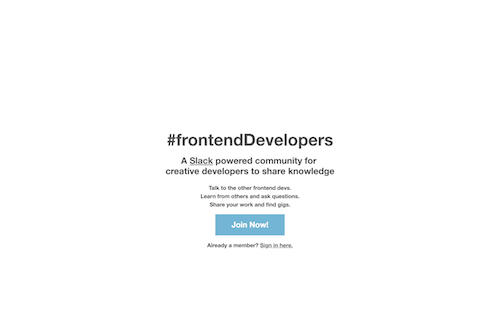 #frontendDevelopers
A Slack powered community for
creative developers to share knowledge
Talk to the other frontend devs.
Learn from others and ask questions.
Share your work and find gigs.
Join Now!
Already a member? Sign in here.